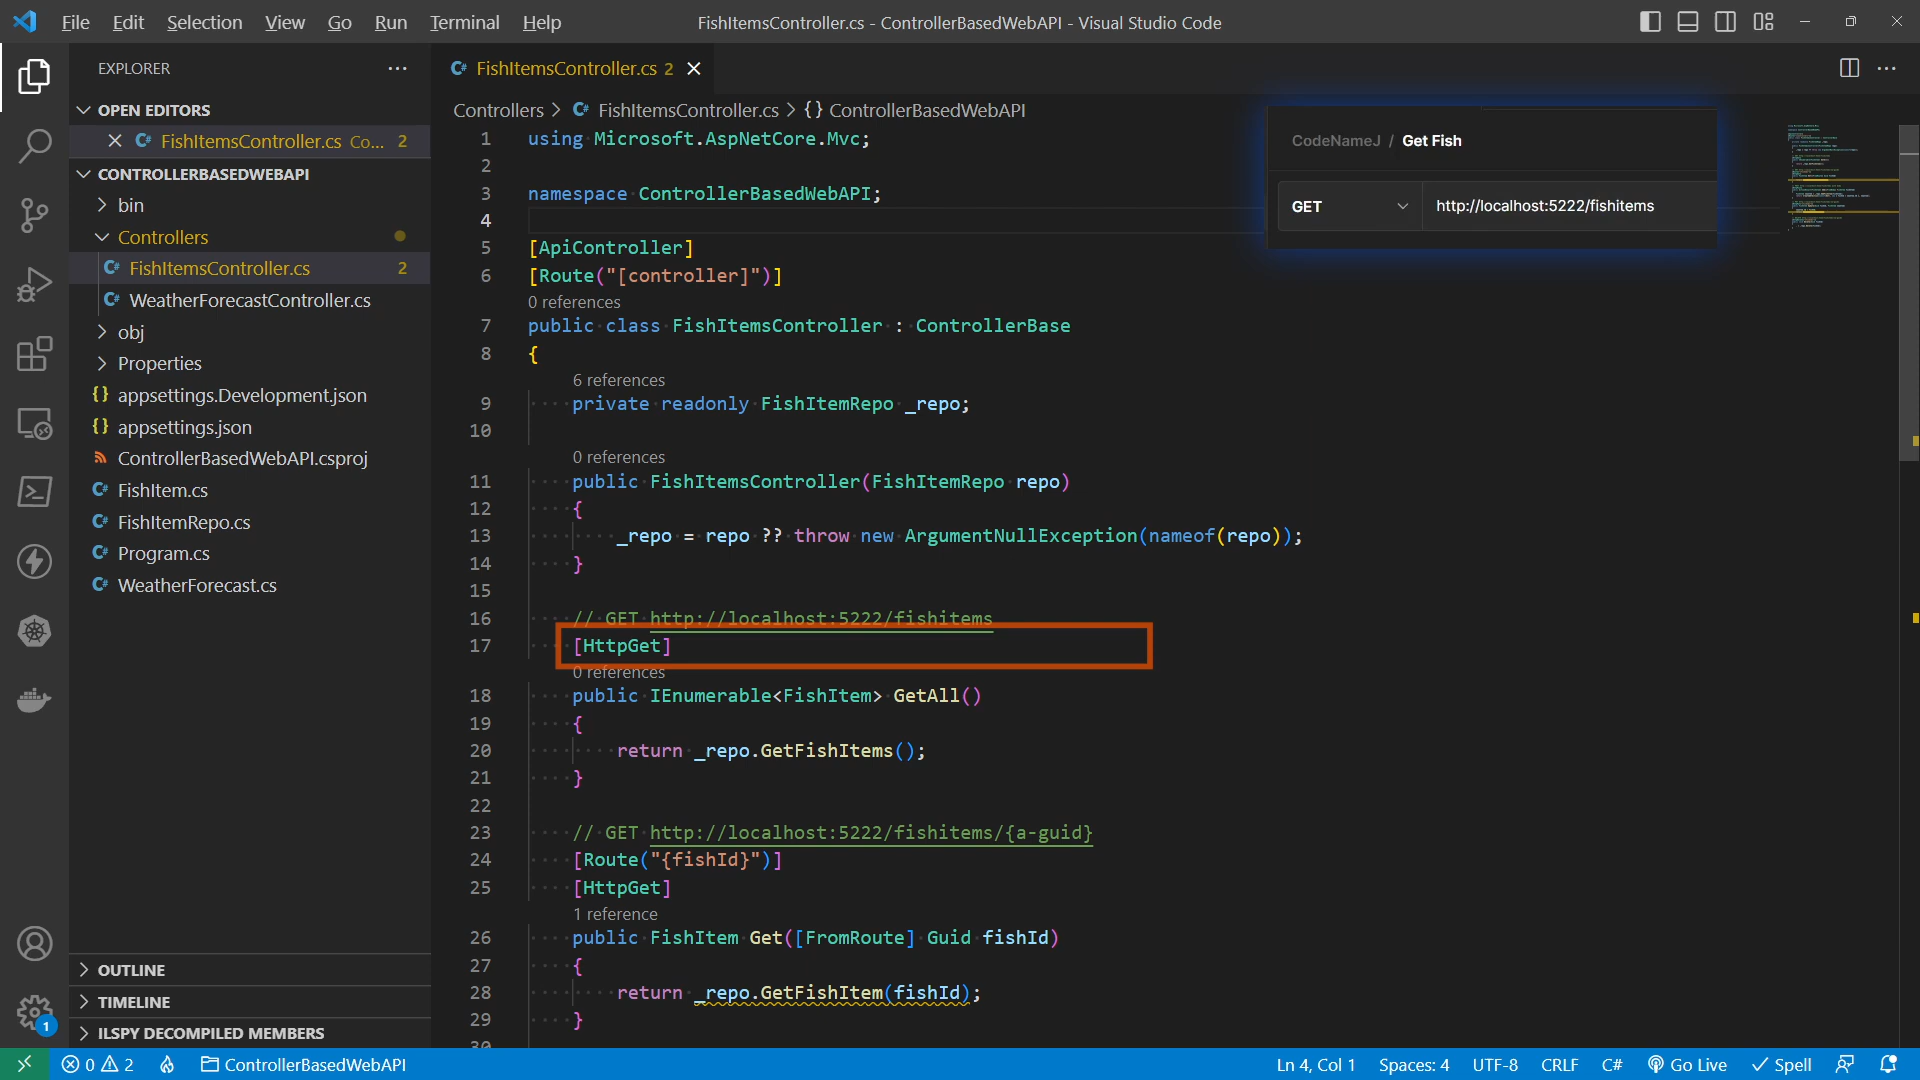 File Edit Selection View Go Run Terminal Help
FishItemsController.cs - ControllerBasedWebAPI - Visual Studio Code
EXPLORER
OPEN EDITORS
FishItemsController.cs Co... 2
CONTROLLERBASEDWEBAPI
bin
Controllers
FishItemsController.cs 2
WeatherForecastController.cs
obj
Properties
{} appsettings.Development.json
{} appsettings.json
ControllerBasedWebAPI.csproj
C# FishItem.cs
C# FishItemRepo.cs
C# Program.cs
C# WeatherForecast.cs
OUTLINE
TIMELINE
ILSPY DECOMPILED MEMBERS
1
C# FishItemsController.cs 2
Controllers > C# FishItemsController.cs > {} ControllerBasedWebAPI
1 using Microsoft.AspNetCore.Mvc;
2
3 namespace ControllerBasedWebAPI;
4
5 [ApiController]
6 [Route("[controller]")]
0 references
7 public class FishItemsController : ControllerBase
8 {
6 references
9 private readonly FishItemRepo _repo;
10
0 references
11 public FishItemsController(FishItemRepo repo)
12 {
13 _repo = repo ?? throw new ArgumentNullException(nameof(repo));
14 }
15
16 // GET http://localhost:5222/fishitems
17 [HttpGet]
0 references
18 public IEnumerable<FishItem> GetAll()
19 {
20 return _repo.GetFishItems();
21 }
22
23 // GET http://localhost:5222/fishitems/{a-guid}
24 [Route("{fishId}")]
25 [HttpGet]
1 reference
26 public FishItem Get([FromRoute] Guid fishId)
27 {
28 return _repo.GetFishItem(fishId);
29 }
30
CodeNameJ / Get Fish
GET http://localhost:5222/fishitems
0 2 ControllerBasedWebAPI
Ln 4, Col 1 Spaces: 4 UTF-8 CRLF C# Go Live Spell